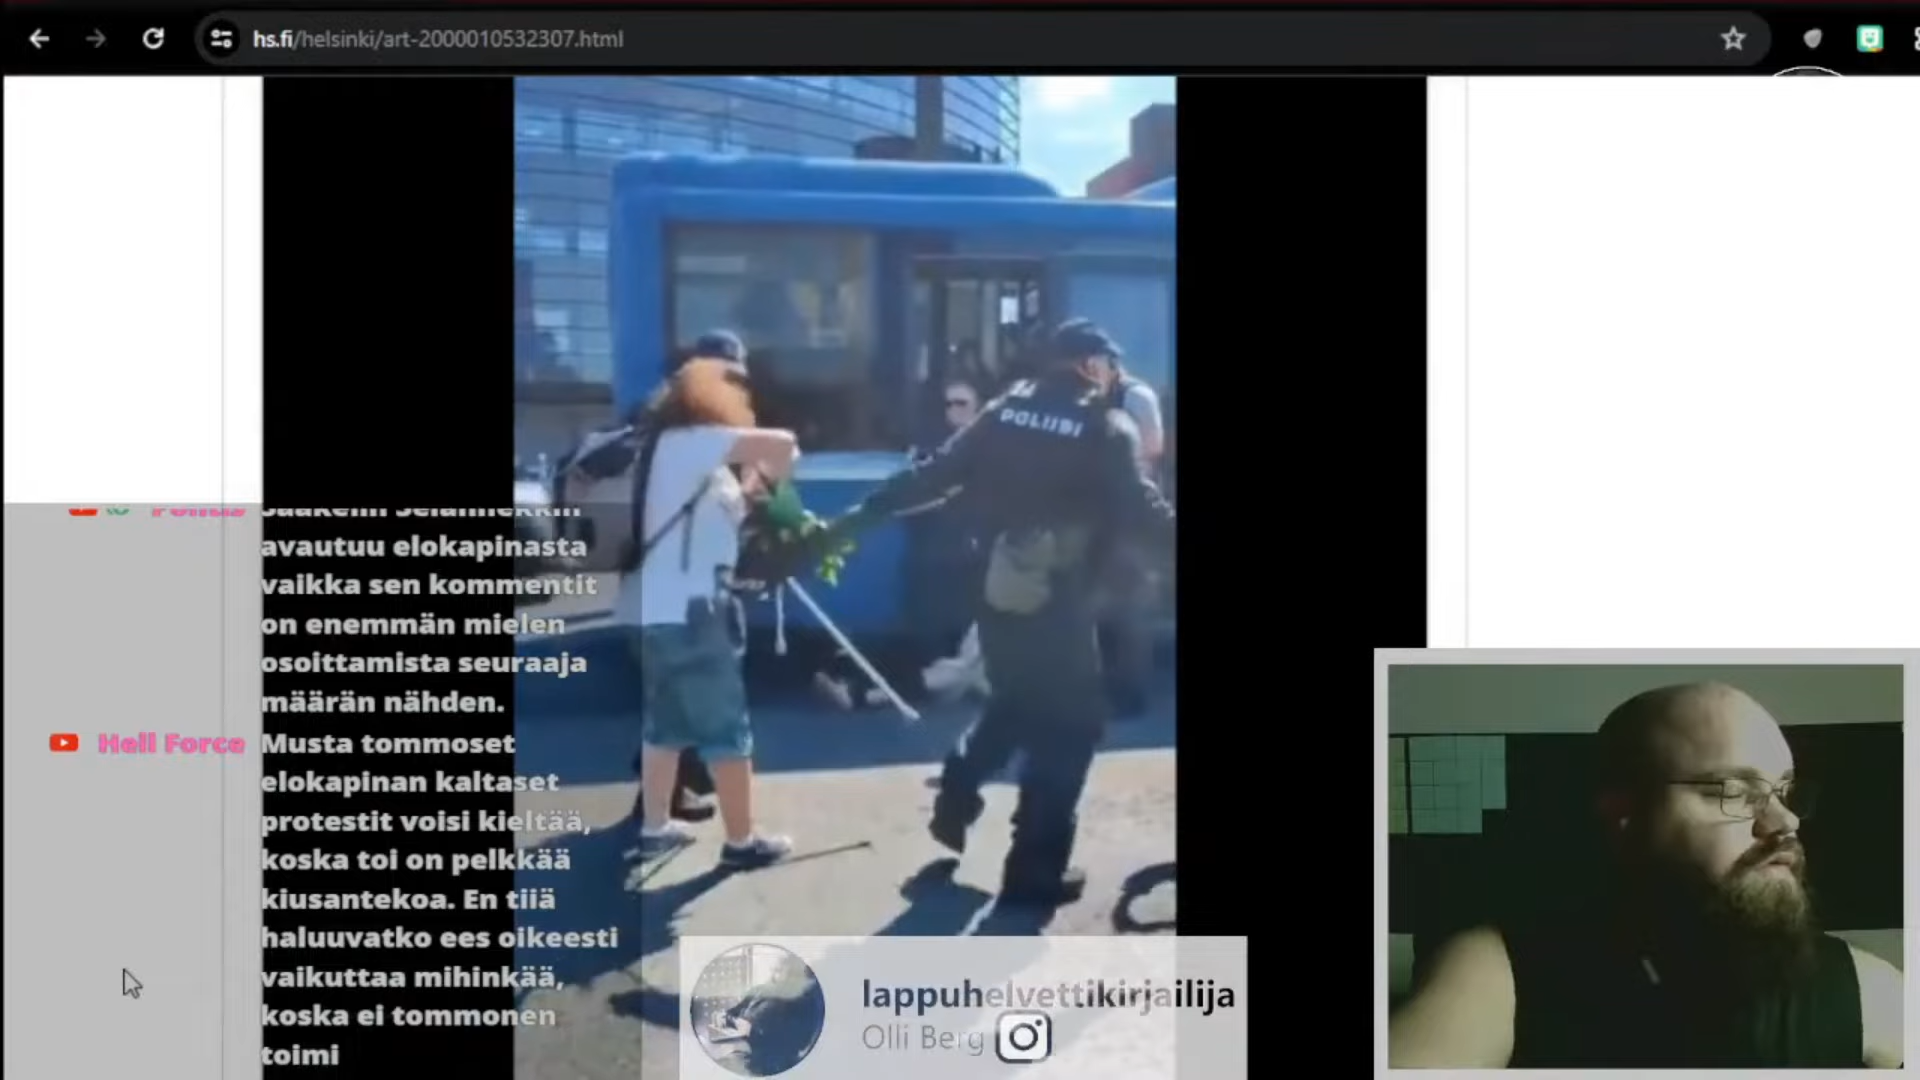 hs.fi/helsinki/art-2000010532307.html
POLIISI
avautuu elokapinasta
vaikka sen kommentit
on enemmän mielen
osoittamista seuraaja
määrän nähden.
Hell Force Musta tommoset
elokapinan kaltaset
protestit voisi kieltää,
koska toi on pelkkää
kiusantekoa. En tiiä
haluuvatko ees oikeesti
vaikuttaa mihinkää,
koska ei tommonen
toimi
lappuhelvettikirjailija
Olli Berg